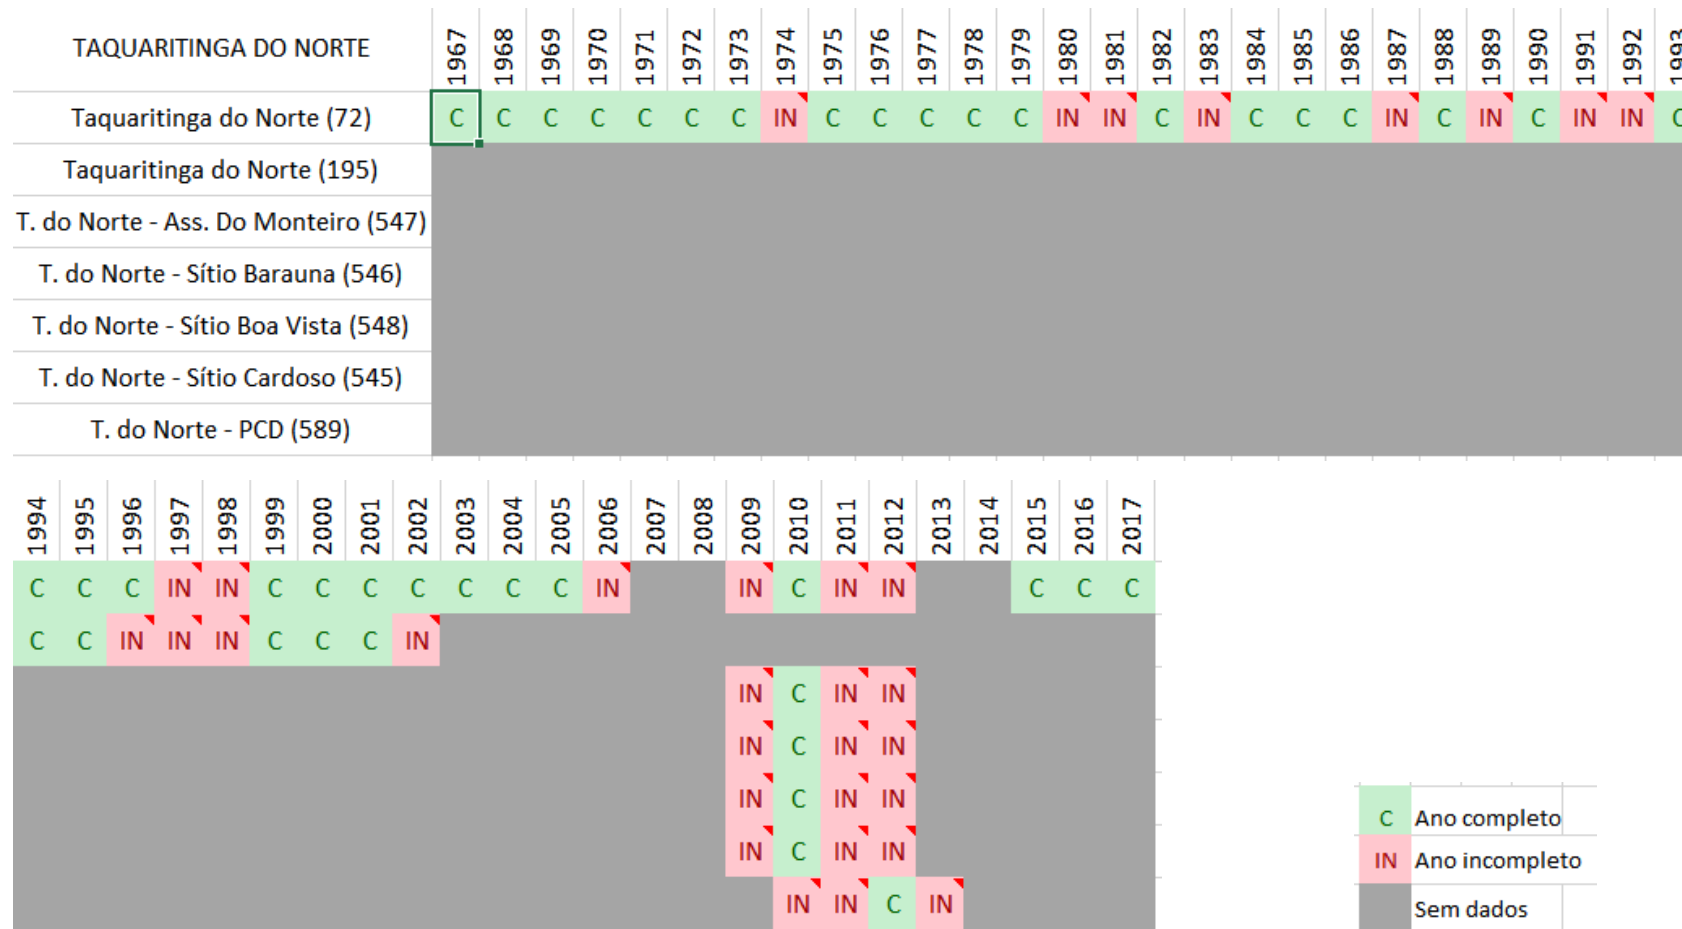 TAQUARITINGA DO NORTE 1967 1968 1969 1970 1971 1972 1973 1974 1975 1976 1977 1978 1979 1980 1981 1982 1983 1984 1985 1986 1987 1988 1989 1990 1991 1992 1993
Taquaritinga do Norte (72) C C C C C C C IN C C C C C IN IN C IN C C C IN C IN C IN IN C
Taquaritinga do Norte (195)
T. do Norte - Ass. Do Monteiro (547)
T. do Norte - Sítio Barauna (546)
T. do Norte - Sítio Boa Vista (548)
T. do Norte - Sítio Cardoso (545)
T. do Norte - PCD (589)
1994 1995 1996 1997 1998 1999 2000 2001 2002 2003 2004 2005 2006 2007 2008 2009 2010 2011 2012 2013 2014 2015 2016 2017
C C C IN IN C C C C C C C IN IN C IN IN C C C
C C IN IN IN C C C IN
IN C IN IN
IN C IN IN
IN C IN IN
IN C IN IN
IN IN C IN
C Ano completo
IN Ano incompleto
Sem dados